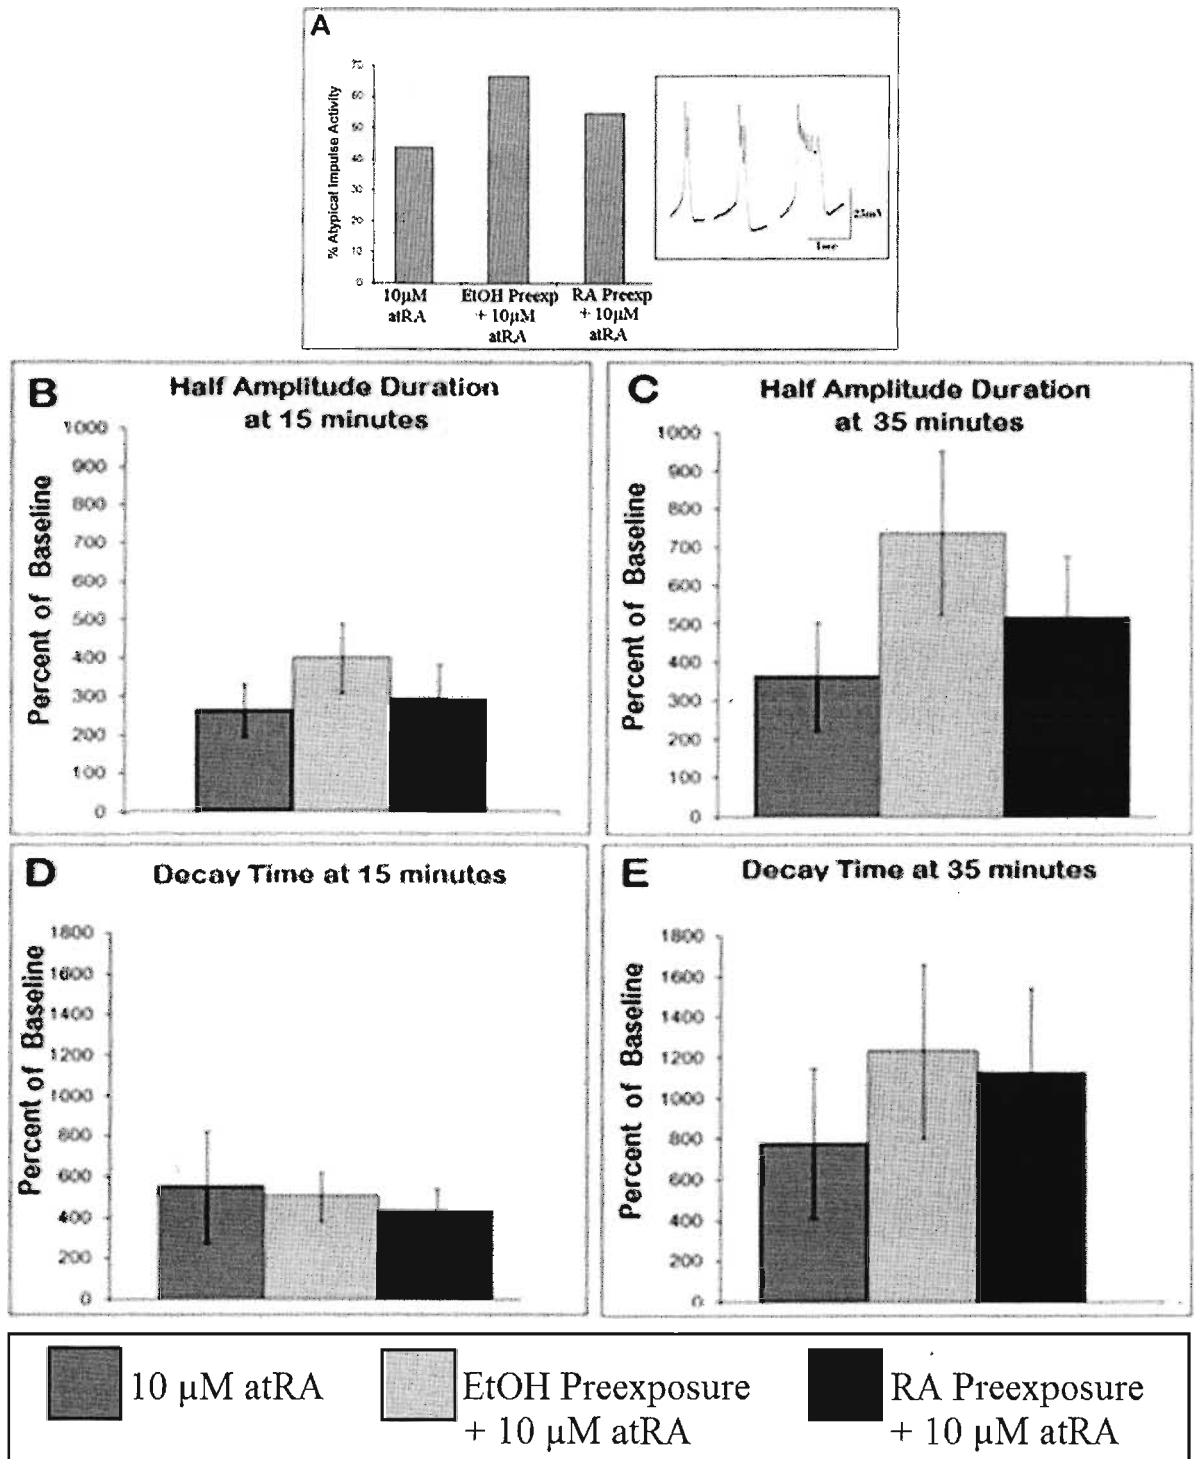 A
% Atypical Impulse Activity
70
60
50
40
30
20
10
0
10µM
atRA
EtOH Preexp
+ 10µM
atRA
RA Preexp
+ 10µM
atRA
25mV
1sec
B
Half Amplitude Duration
at 15 minutes
Percent of Baseline
1000
900
800
700
600
500
400
300
200
100
0
C
Half Amplitude Duration
at 35 minutes
Percent of Baseline
1000
900
800
700
600
500
400
300
200
100
0
D
Decay Time at 15 minutes
Percent of Baseline
1800
1600
1400
1200
1000
800
600
400
200
0
E
Decay Time at 35 minutes
Percent of Baseline
1800
1600
1400
1200
1000
800
600
400
200
0
10 µM atRA
EtOH Preexposure
+ 10 µM atRA
RA Preexposure
+ 10 µM atRA